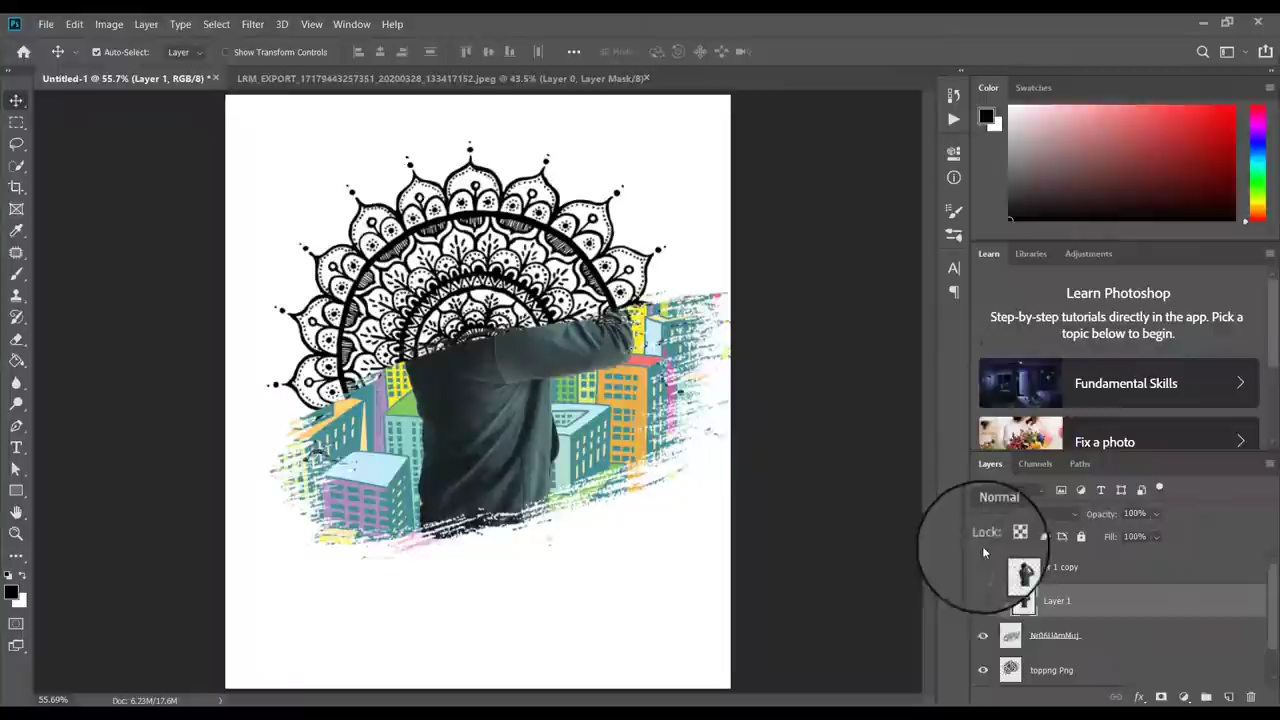 Ps File Edit Image Layer Type Select Filter 3D View Window Help
Auto-Select: Layer Show Transform Controls 3D Mode:
Untitled-1 @ 55.7% (Layer 1, RGB/8) * × LRM_EXPORT_17179443257351_20200328_133417152.jpeg @ 43.5% (Layer 0, Layer Mask/8) ×
Color Swatches
Learn Libraries Adjustments
Learn Photoshop
Step-by-step tutorials directly in the app. Pick a
topic below to begin.
Fundamental Skills
Fix a photo
Layers Channels Paths
Normal
Opacity: 100%
Lock:
Fill: 100%
r 1 copy
Layer 1
Nr06UAmMuj
toppng Png
55.69% Doc: 6.23M/17.6M